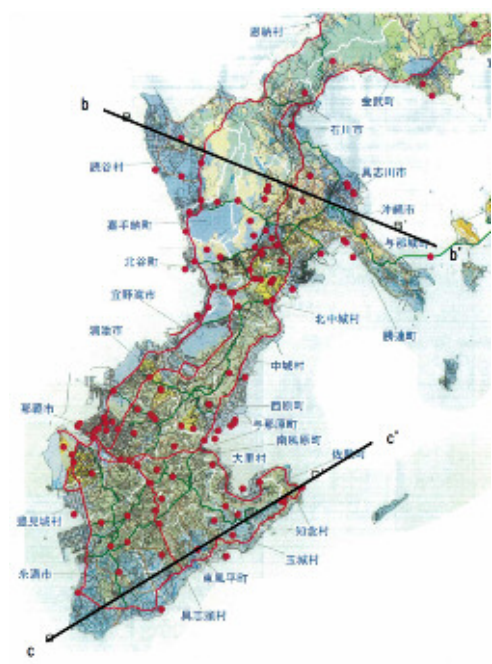 恩納村
金武町
b
石川市
読谷村
具志川市
沖縄市
嘉手納町
与那城町
b'
北谷町
宜野湾市
北中城村
勝連町
浦添市
中城村
西原町
那覇市
与那原町
南風原町
c'
大里村
佐敷町
豊見城村
知念村
玉城村
糸満市
東風平町
具志頭村
c